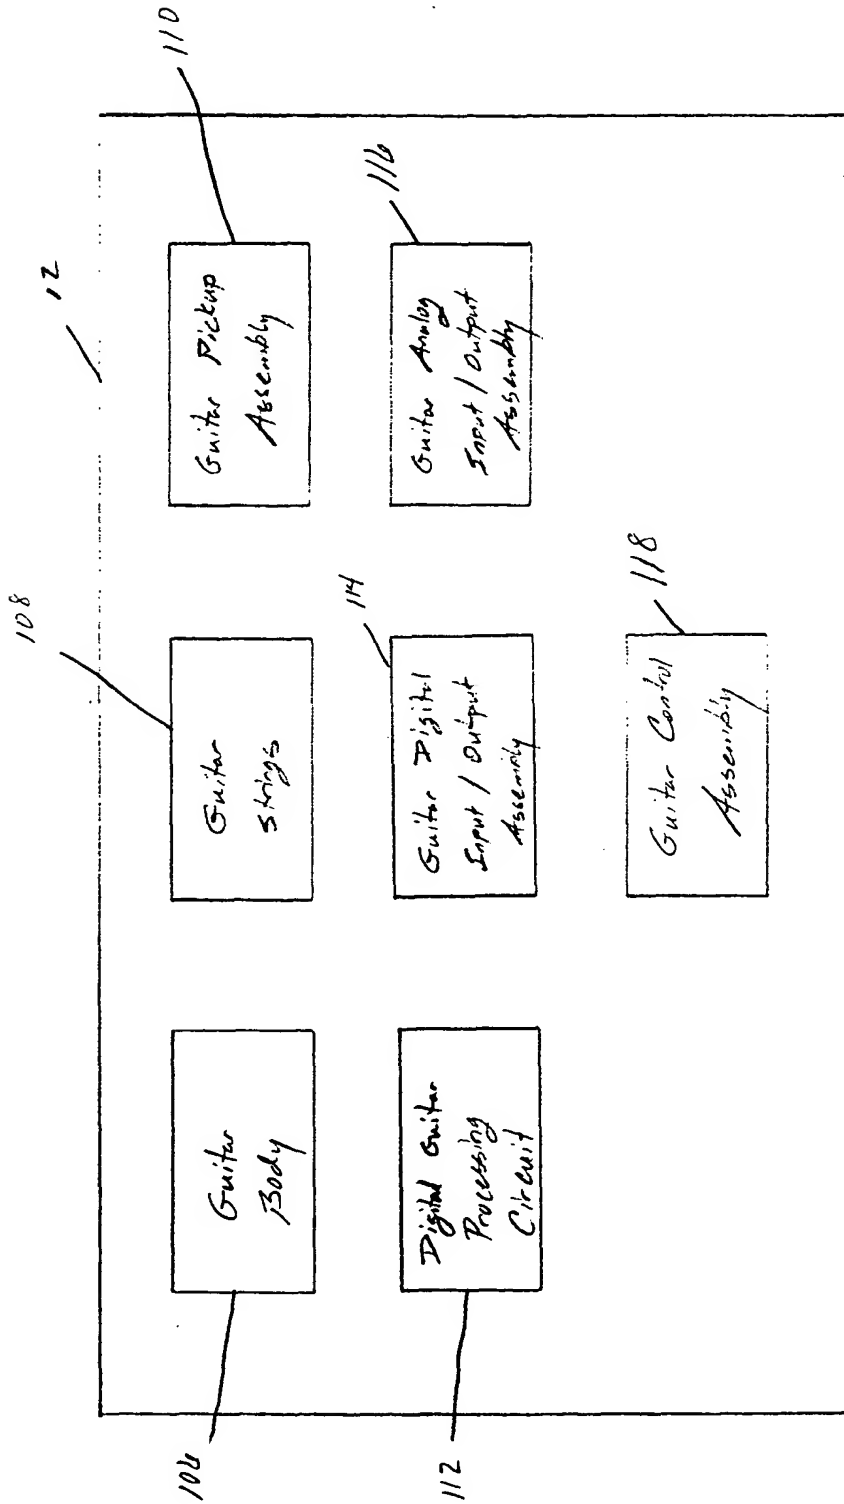 12
108
110
106
Guitar
Body
Guitar
Strings
Guitar Pickup
Assembly
114
116
Digital Guitar
Processing
Circuit
Guitar Digital
Input / Output
Assembly
Guitar Analog
Input / Output
Assembly
112
118
Guitar Control
Assembly